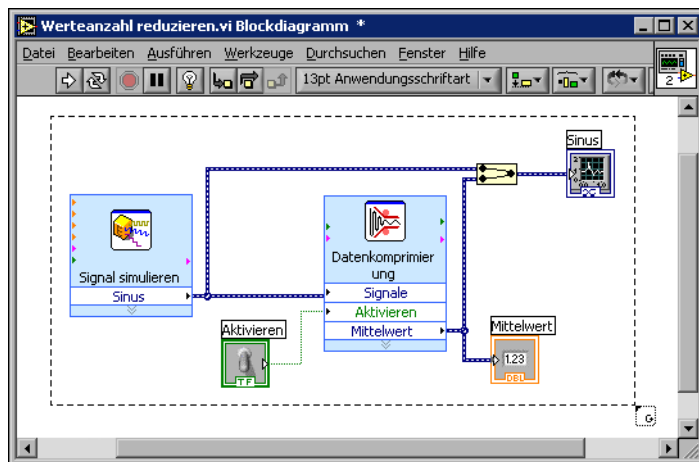 Werteanzahl reduzieren.vi Blockdiagramm *
Datei Bearbeiten Ausführen Werkzeuge Durchsuchen Fenster Hilfe
13pt Anwendungsschriftart
2
Sinus
Signal simulieren
Sinus
Datenkomprimier
ung
Signale
Aktivieren
Mittelwert
Aktivieren
TF
Mittelwert
1.23
DBL